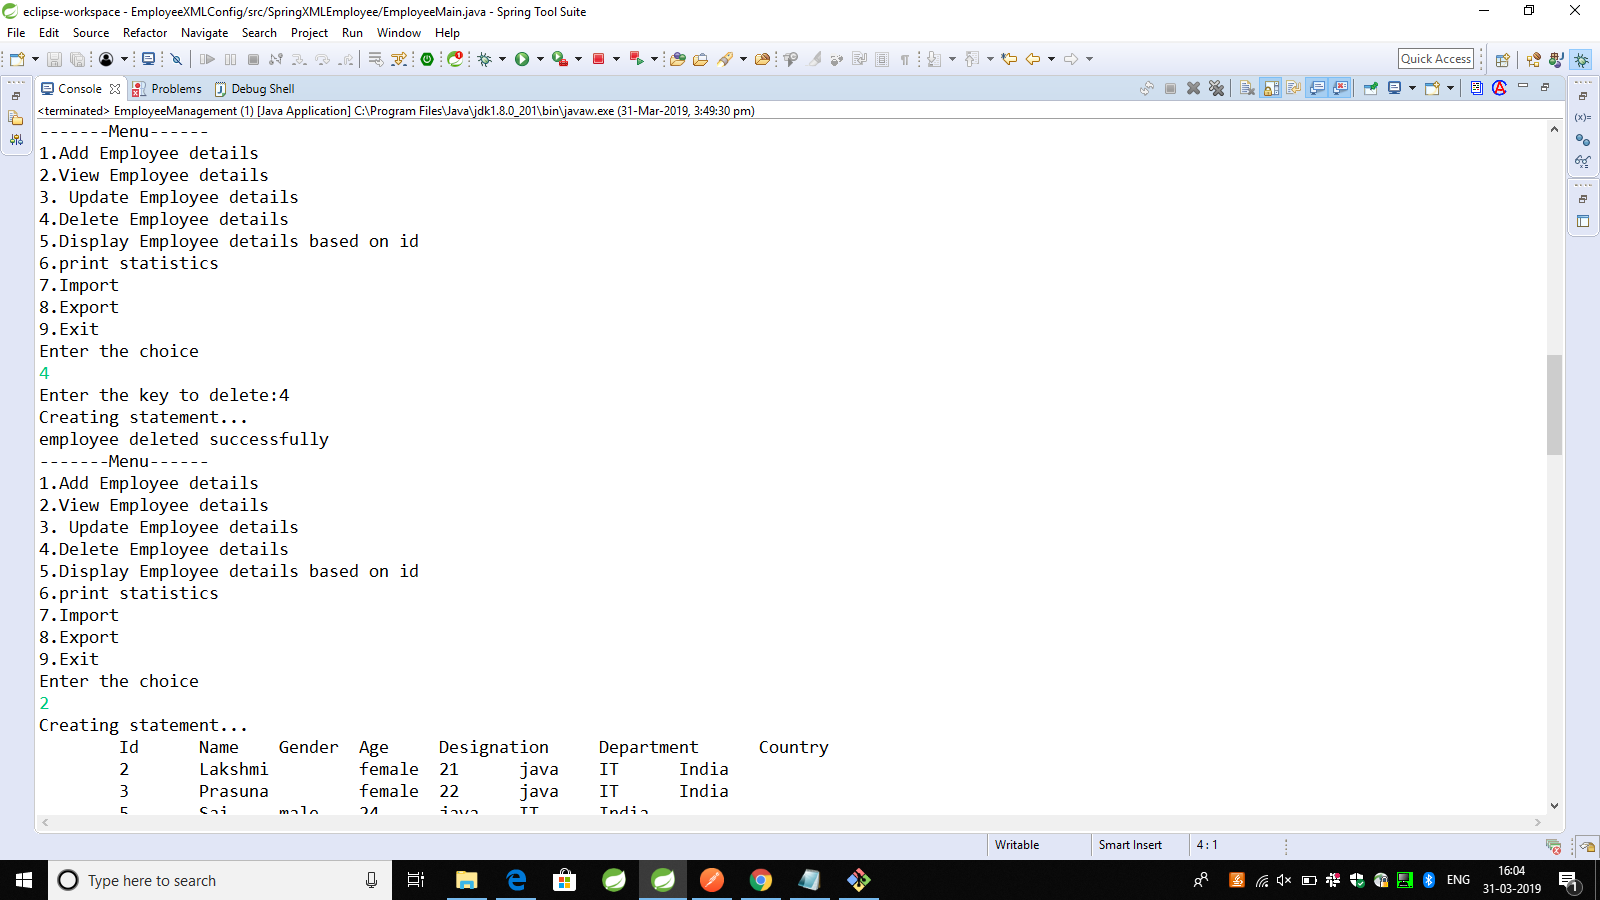 eclipse-workspace - EmployeeXMLConfig/src/SpringXMLEmployee/EmployeeMain.java - Spring Tool Suite
File Edit Source Refactor Navigate Search Project Run Window Help
Quick Access
Console Problems Debug Shell
<terminated> EmployeeManagement (1) [Java Application] C:\Program Files\Java\jdk1.8.0_201\bin\javaw.exe (31-Mar-2019, 3:49:30 pm)
-------Menu------
1.Add Employee details
2.View Employee details
3. Update Employee details
4.Delete Employee details
5.Display Employee details based on id
6.print statistics
7.Import
8.Export
9.Exit
Enter the choice
4
Enter the key to delete:4
Creating statement...
employee deleted successfully
-------Menu------
1.Add Employee details
2.View Employee details
3. Update Employee details
4.Delete Employee details
5.Display Employee details based on id
6.print statistics
7.Import
8.Export
9.Exit
Enter the choice
2
Creating statement...
Id Name Gender Age Designation Department Country
2 Lakshmi female 21 java IT India
3 Prasuna female 22 java IT India
5 Sai male 24 java IT India
Writable Smart Insert 4 : 1
Type here to search
ENG
16:04
31-03-2019
1